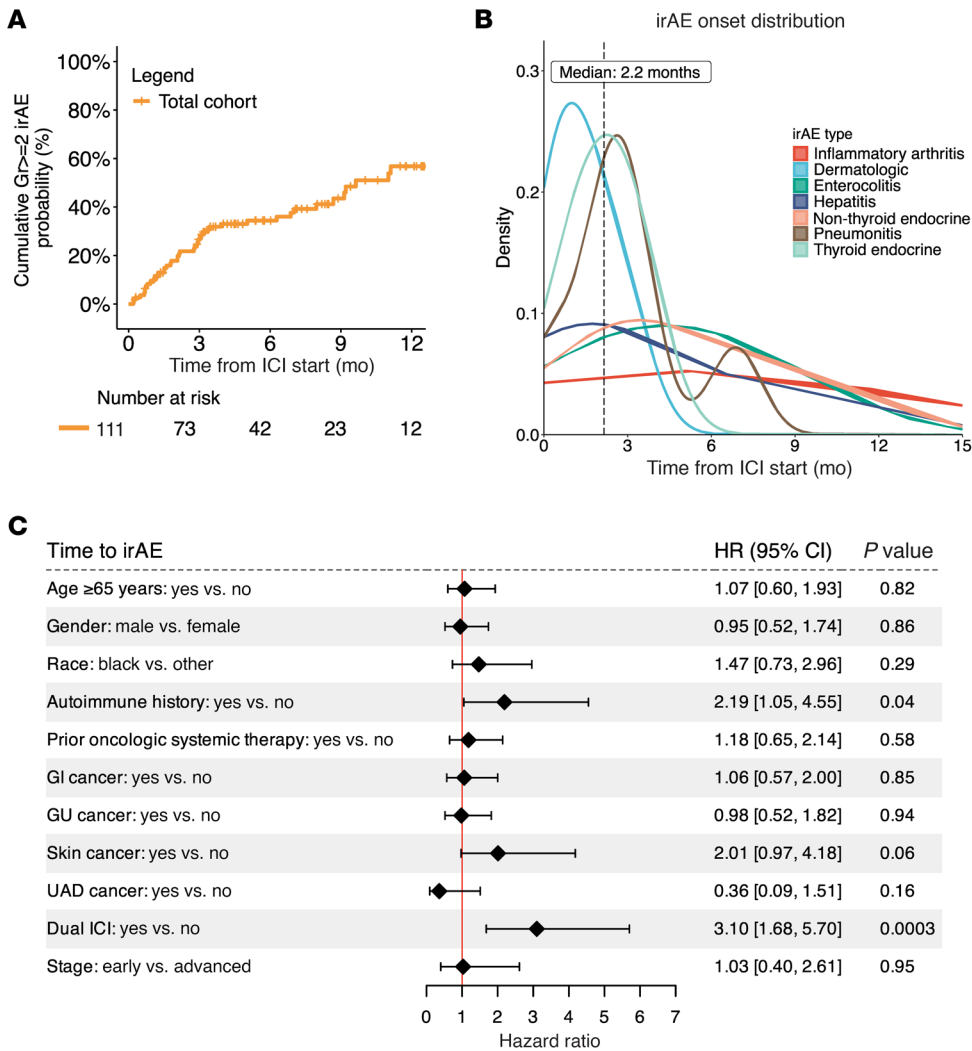 A
100%
80%
60%
40%
20%
0%
Cumulative Gr>=2 irAE
probability (%)
Legend
Total cohort
0 3 6 9 12
Time from ICI start (mo)
Number at risk
111 73 42 23 12
B
irAE onset distribution
Median: 2.2 months
0.3
0.2
0.1
0.0
Density
irAE type
Inflammatory arthritis
Dermatologic
Enterocolitis
Hepatitis
Non-thyroid endocrine
Pneumonitis
Thyroid endocrine
0 3 6 9 12 15
Time from ICI start (mo)
C
Time to irAE HR (95% CI) P value
Age ≥65 years: yes vs. no 1.07 [0.60, 1.93] 0.82
Gender: male vs. female 0.95 [0.52, 1.74] 0.86
Race: black vs. other 1.47 [0.73, 2.96] 0.29
Autoimmune history: yes vs. no 2.19 [1.05, 4.55] 0.04
Prior oncologic systemic therapy: yes vs. no 1.18 [0.65, 2.14] 0.58
GI cancer: yes vs. no 1.06 [0.57, 2.00] 0.85
GU cancer: yes vs. no 0.98 [0.52, 1.82] 0.94
Skin cancer: yes vs. no 2.01 [0.97, 4.18] 0.06
UAD cancer: yes vs. no 0.36 [0.09, 1.51] 0.16
Dual ICI: yes vs. no 3.10 [1.68, 5.70] 0.0003
Stage: early vs. advanced 1.03 [0.40, 2.61] 0.95
0 1 2 3 4 5 6 7
Hazard ratio